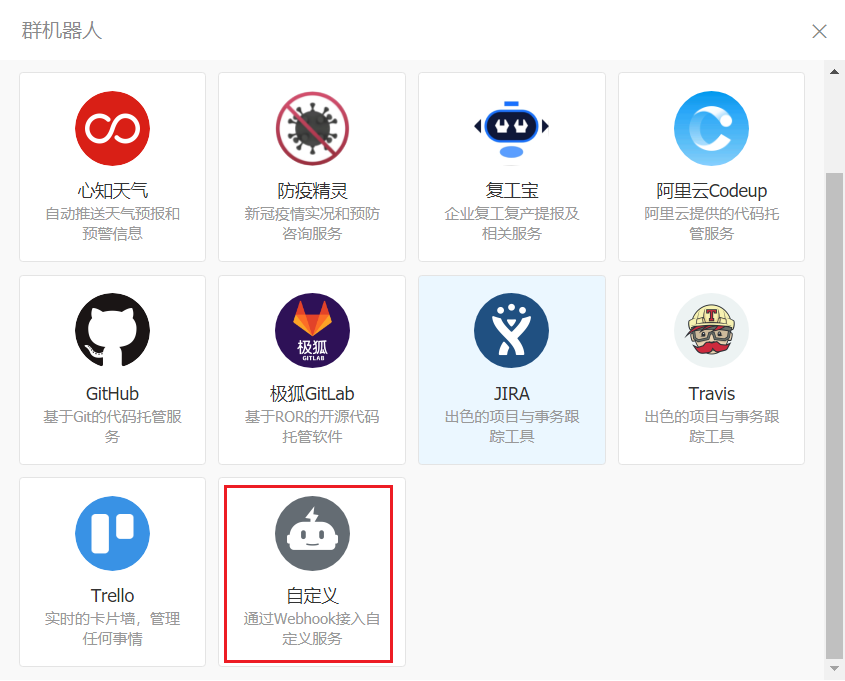 群机器人
心知天气
自动推送天气预报和
预警信息
防疫精灵
新冠疫情实况和预防
咨询服务
复工宝
企业复工复产提报及
相关服务
阿里云Codeup
阿里云提供的代码托
管服务
GitHub
基于Git的代码托管服
务
极狐
GITLAB
极狐GitLab
基于ROR的开源代码
托管软件
JIRA
出色的项目与事务跟
踪工具
T
Travis
出色的项目与事务跟
踪工具
Trello
实时的卡片墙，管理
任何事情
自定义
通过Webhook接入自
定义服务